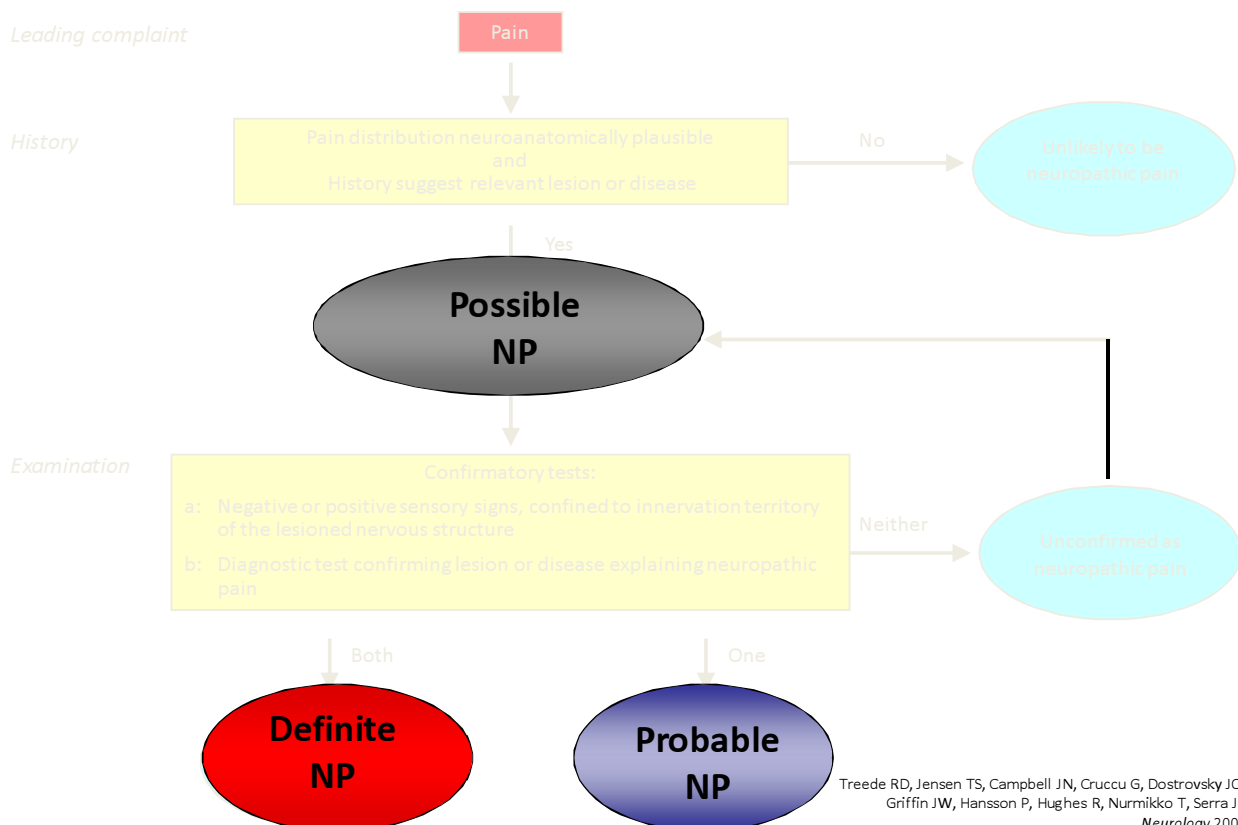 Leading complaint
Pain
History
Pain distribution neuroanatomically plausible
and
History suggest relevant lesion or disease
No
Unlikely to be
neuropathic pain
Yes
Possible
NP
Examination
Confirmatory tests:
a: Negative or positive sensory signs, confined to innervation territory
of the lesioned nervous structure
b: Diagnostic test confirming lesion or disease explaining neuropathic
pain
Neither
Unconfirmed as
neuropathic pain
Both
One
Definite
NP
Probable
NP
Treede RD, Jensen TS, Campbell JN, Cruccu G, Dostrovsky JO
Griffin JW, Hansson P, Hughes R, Nurmikko T, Serra J
Neurology 200